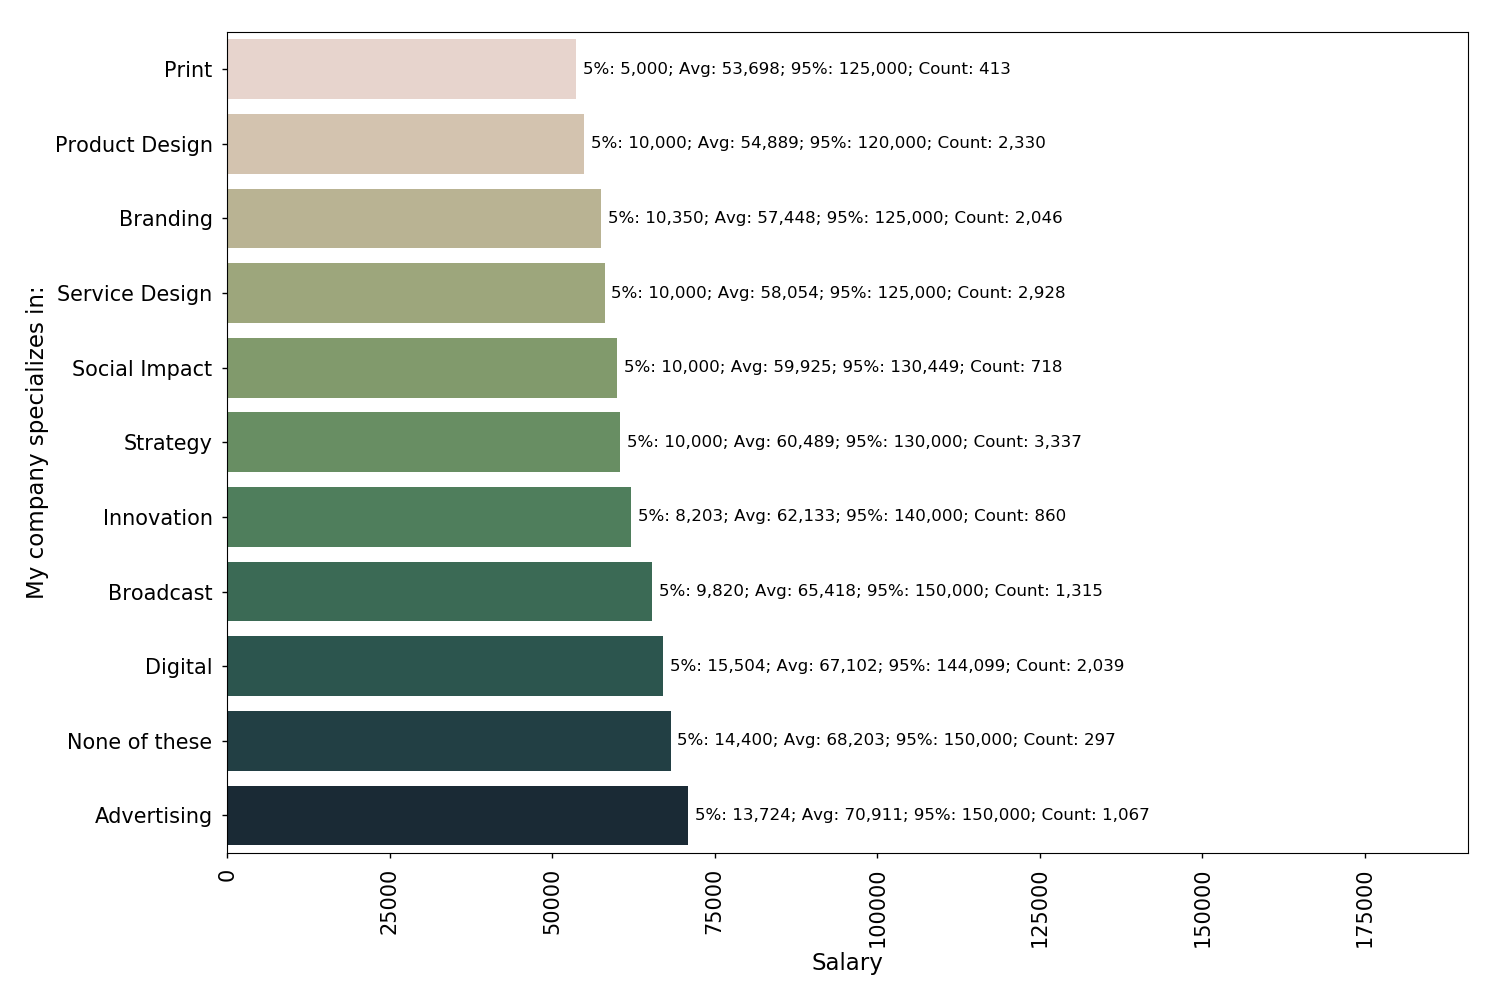 My company specializes in:
Print
5%: 5,000; Avg: 53,698; 95%: 125,000; Count: 413
Product Design
5%: 10,000; Avg: 54,889; 95%: 120,000; Count: 2,330
Branding
5%: 10,350; Avg: 57,448; 95%: 125,000; Count: 2,046
Service Design
5%: 10,000; Avg: 58,054; 95%: 125,000; Count: 2,928
Social Impact
5%: 10,000; Avg: 59,925; 95%: 130,449; Count: 718
Strategy
5%: 10,000; Avg: 60,489; 95%: 130,000; Count: 3,337
Innovation
5%: 8,203; Avg: 62,133; 95%: 140,000; Count: 860
Broadcast
5%: 9,820; Avg: 65,418; 95%: 150,000; Count: 1,315
Digital
5%: 15,504; Avg: 67,102; 95%: 144,099; Count: 2,039
None of these
5%: 14,400; Avg: 68,203; 95%: 150,000; Count: 297
Advertising
5%: 13,724; Avg: 70,911; 95%: 150,000; Count: 1,067
0
25000
50000
75000
100000
125000
150000
175000
Salary